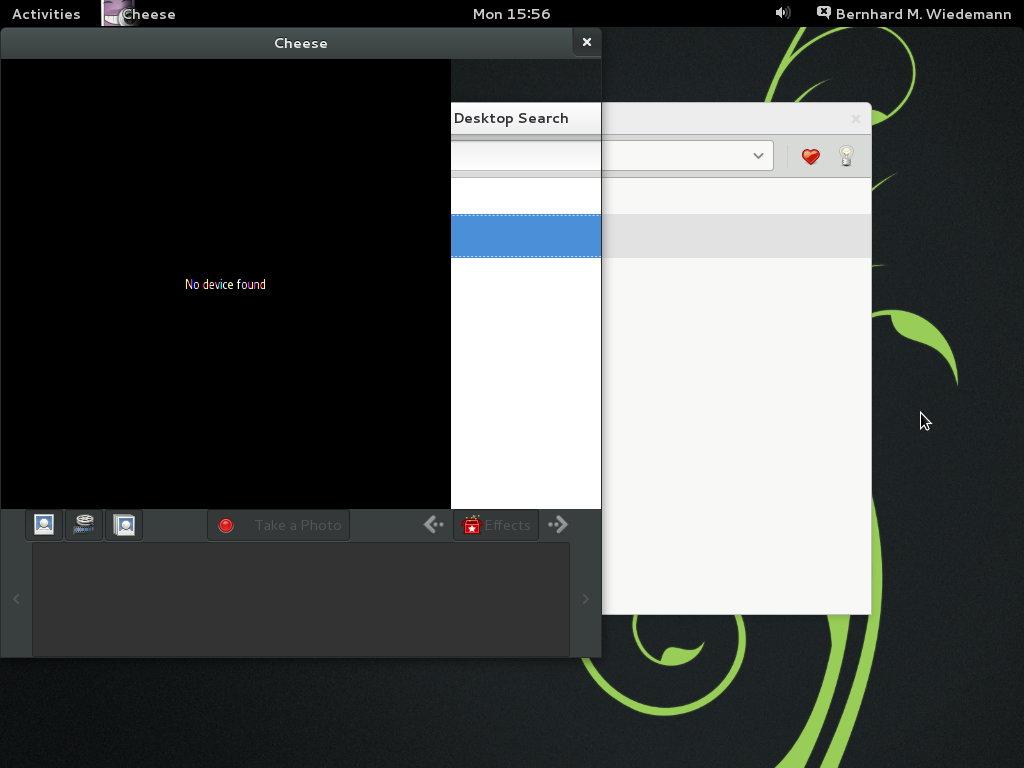 Activities Cheese Mon 15:56 Bernhard M. Wiedemann
Cheese
Desktop Search
No device found
Take a Photo Effects